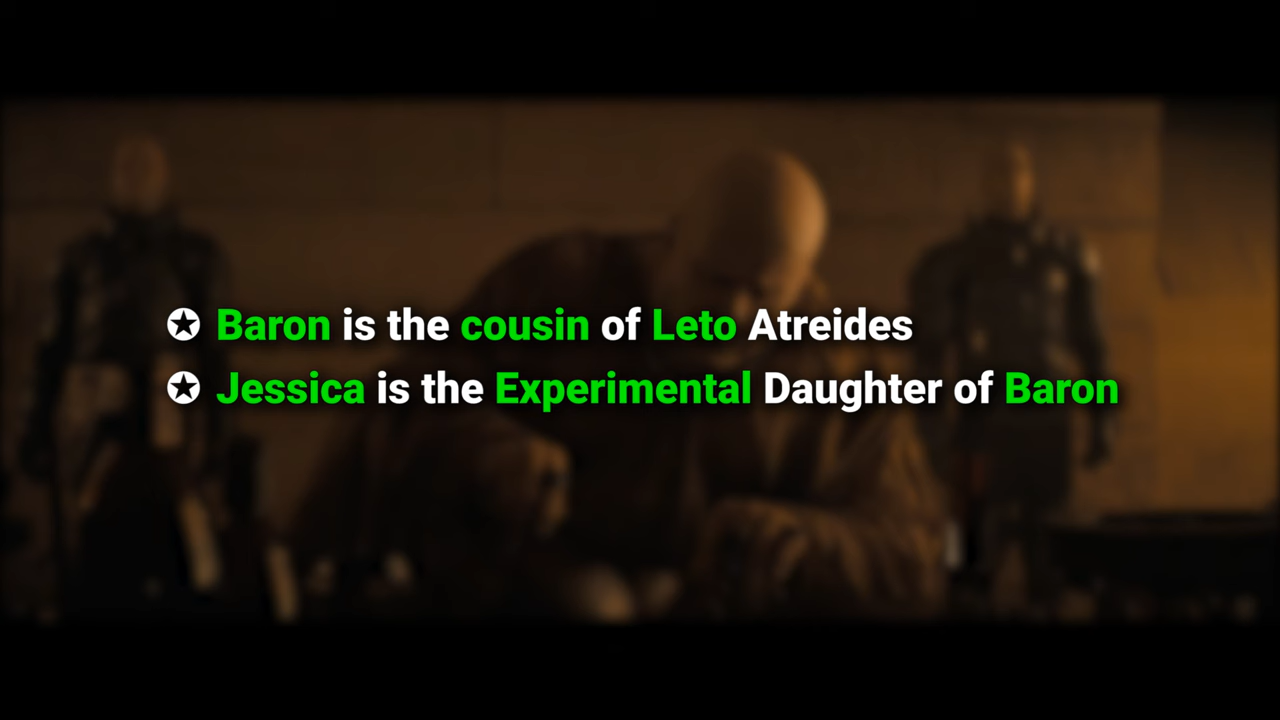 ✪ Baron is the cousin of Leto Atreides
✪ Jessica is the Experimental Daughter of Baron